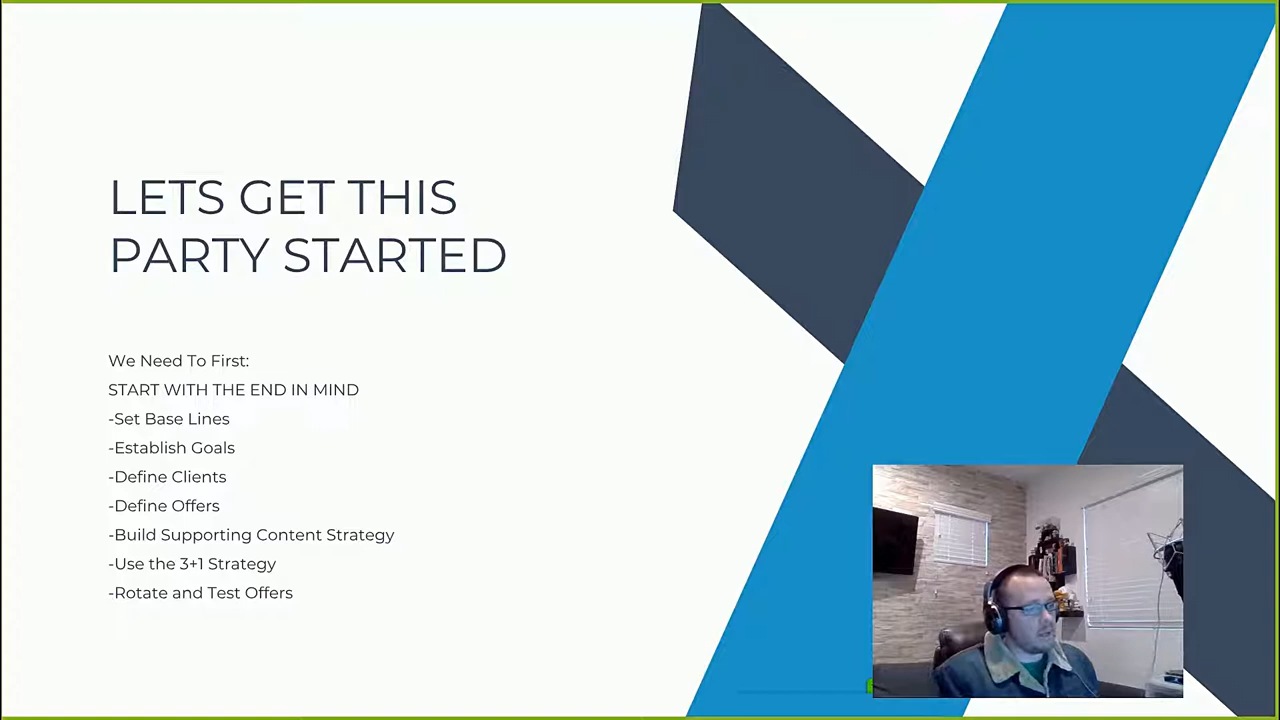 LETS GET THIS
PARTY STARTED
We Need To First:
START WITH THE END IN MIND
-Set Base Lines
-Establish Goals
-Define Clients
-Define Offers
-Build Supporting Content Strategy
-Use the 3+1 Strategy
-Rotate and Test Offers